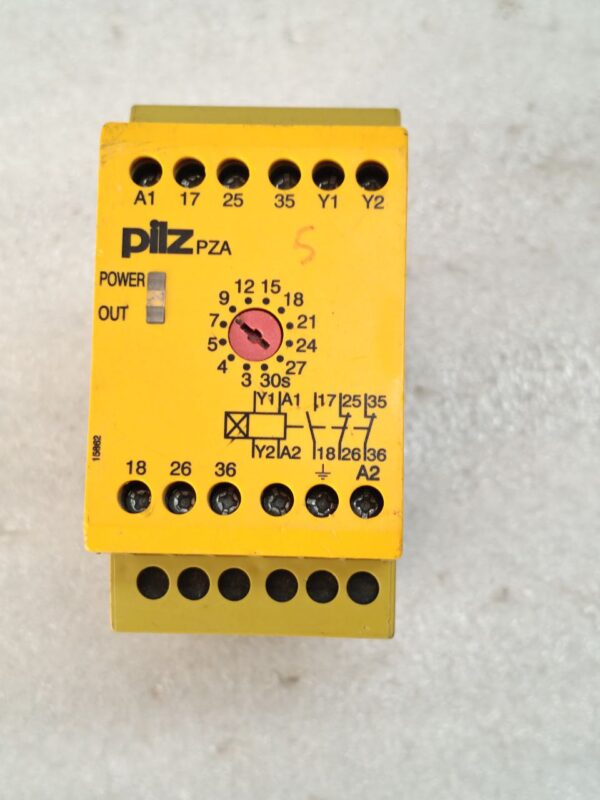 A1 17 25 35 Y1 Y2
pilz PZA
5
POWER
OUT
12 15
9 18
7 21
5 24
4 27
3 30s
Y1 A1 17 25 35
Y2 A2 18 26 36
15862
18 26 36 A2